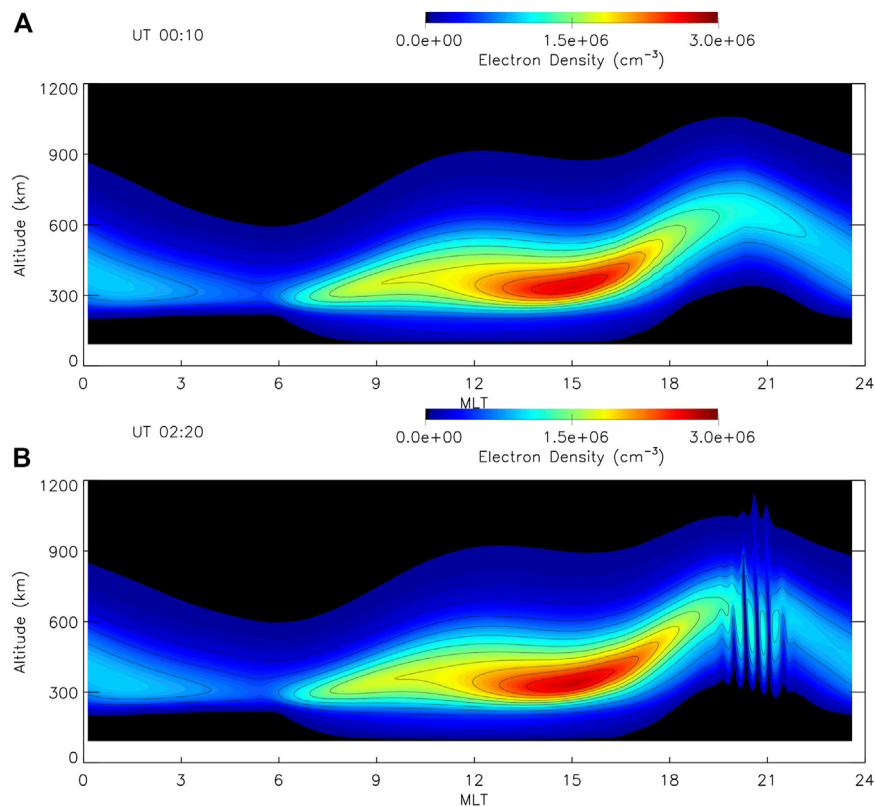 A
UT 00:10
0.0e+00 1.5e+06 3.0e+06
Electron Density (cm⁻³)
1200
900
600
300
0
Altitude (km)
0 3 6 9 12 15 18 21 24
MLT
B
UT 02:20
0.0e+00 1.5e+06 3.0e+06
Electron Density (cm⁻³)
1200
900
600
300
0
Altitude (km)
0 3 6 9 12 15 18 21 24
MLT